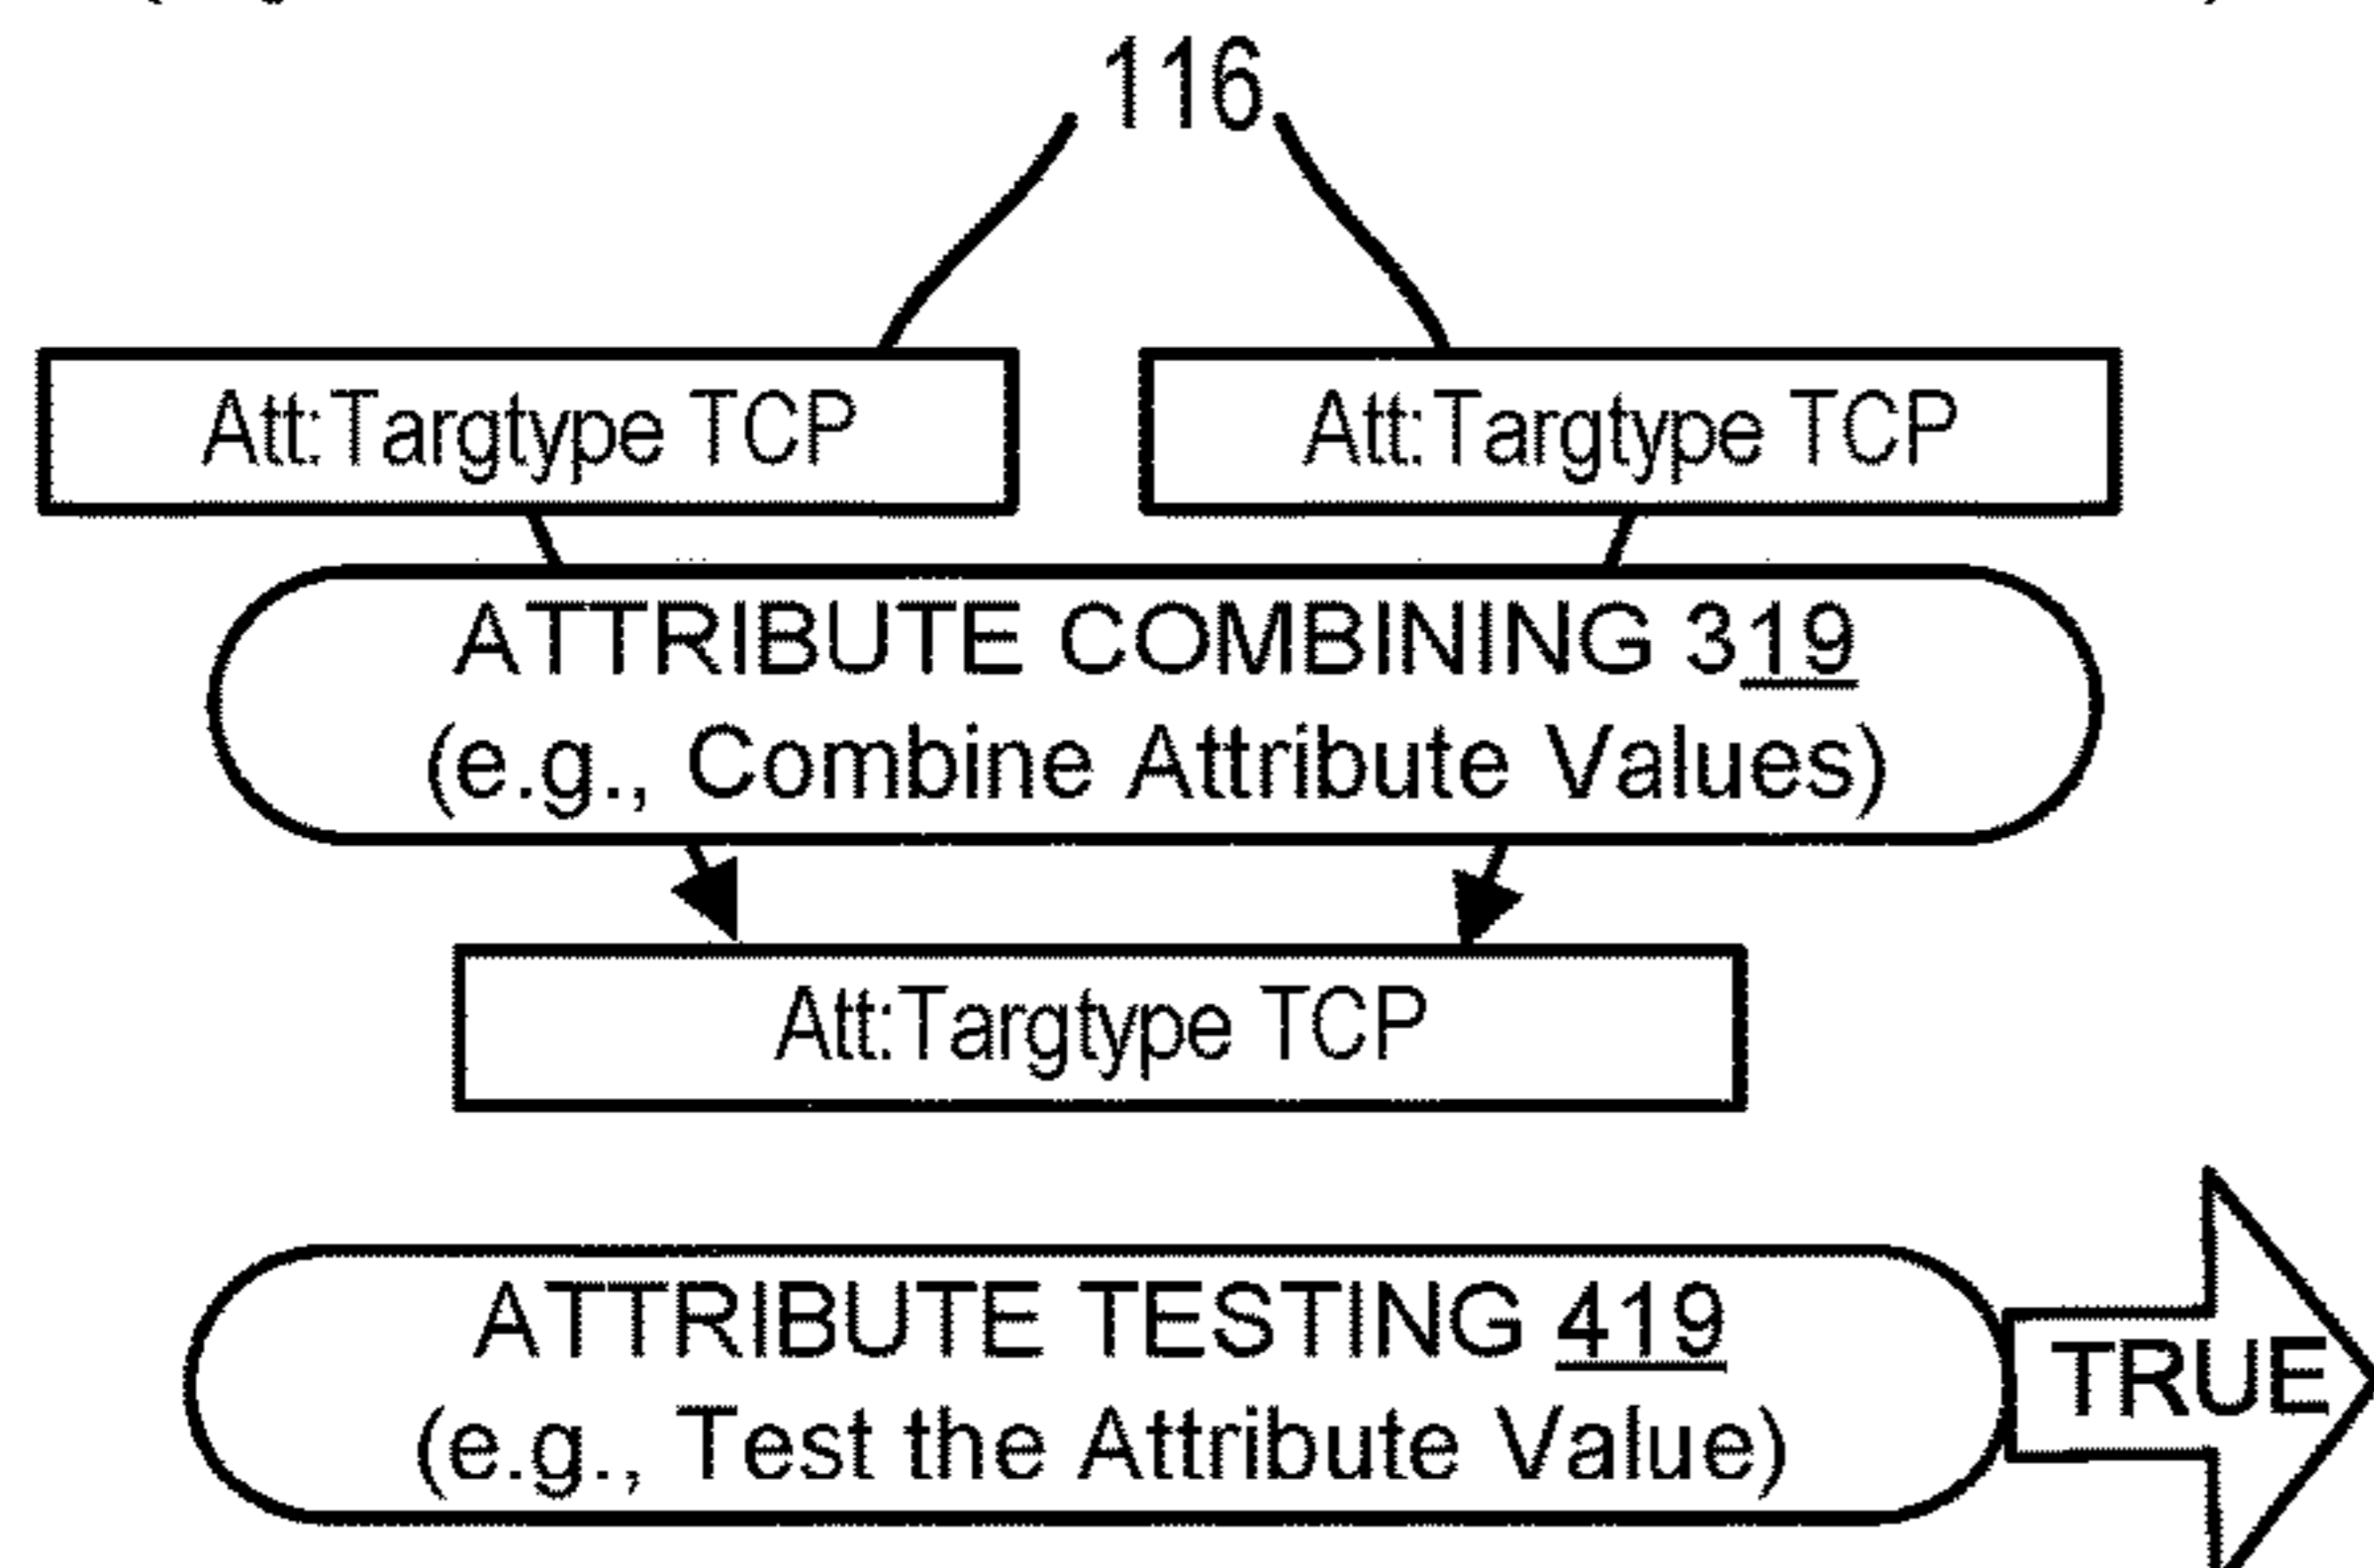 116
Att:Targtype TCP
Att:Targtype TCP
ATTRIBUTE COMBINING 319
(e.g., Combine Attribute Values)
Att:Targtype TCP
ATTRIBUTE TESTING 419
(e.g., Test the Attribute Value)
TRUE